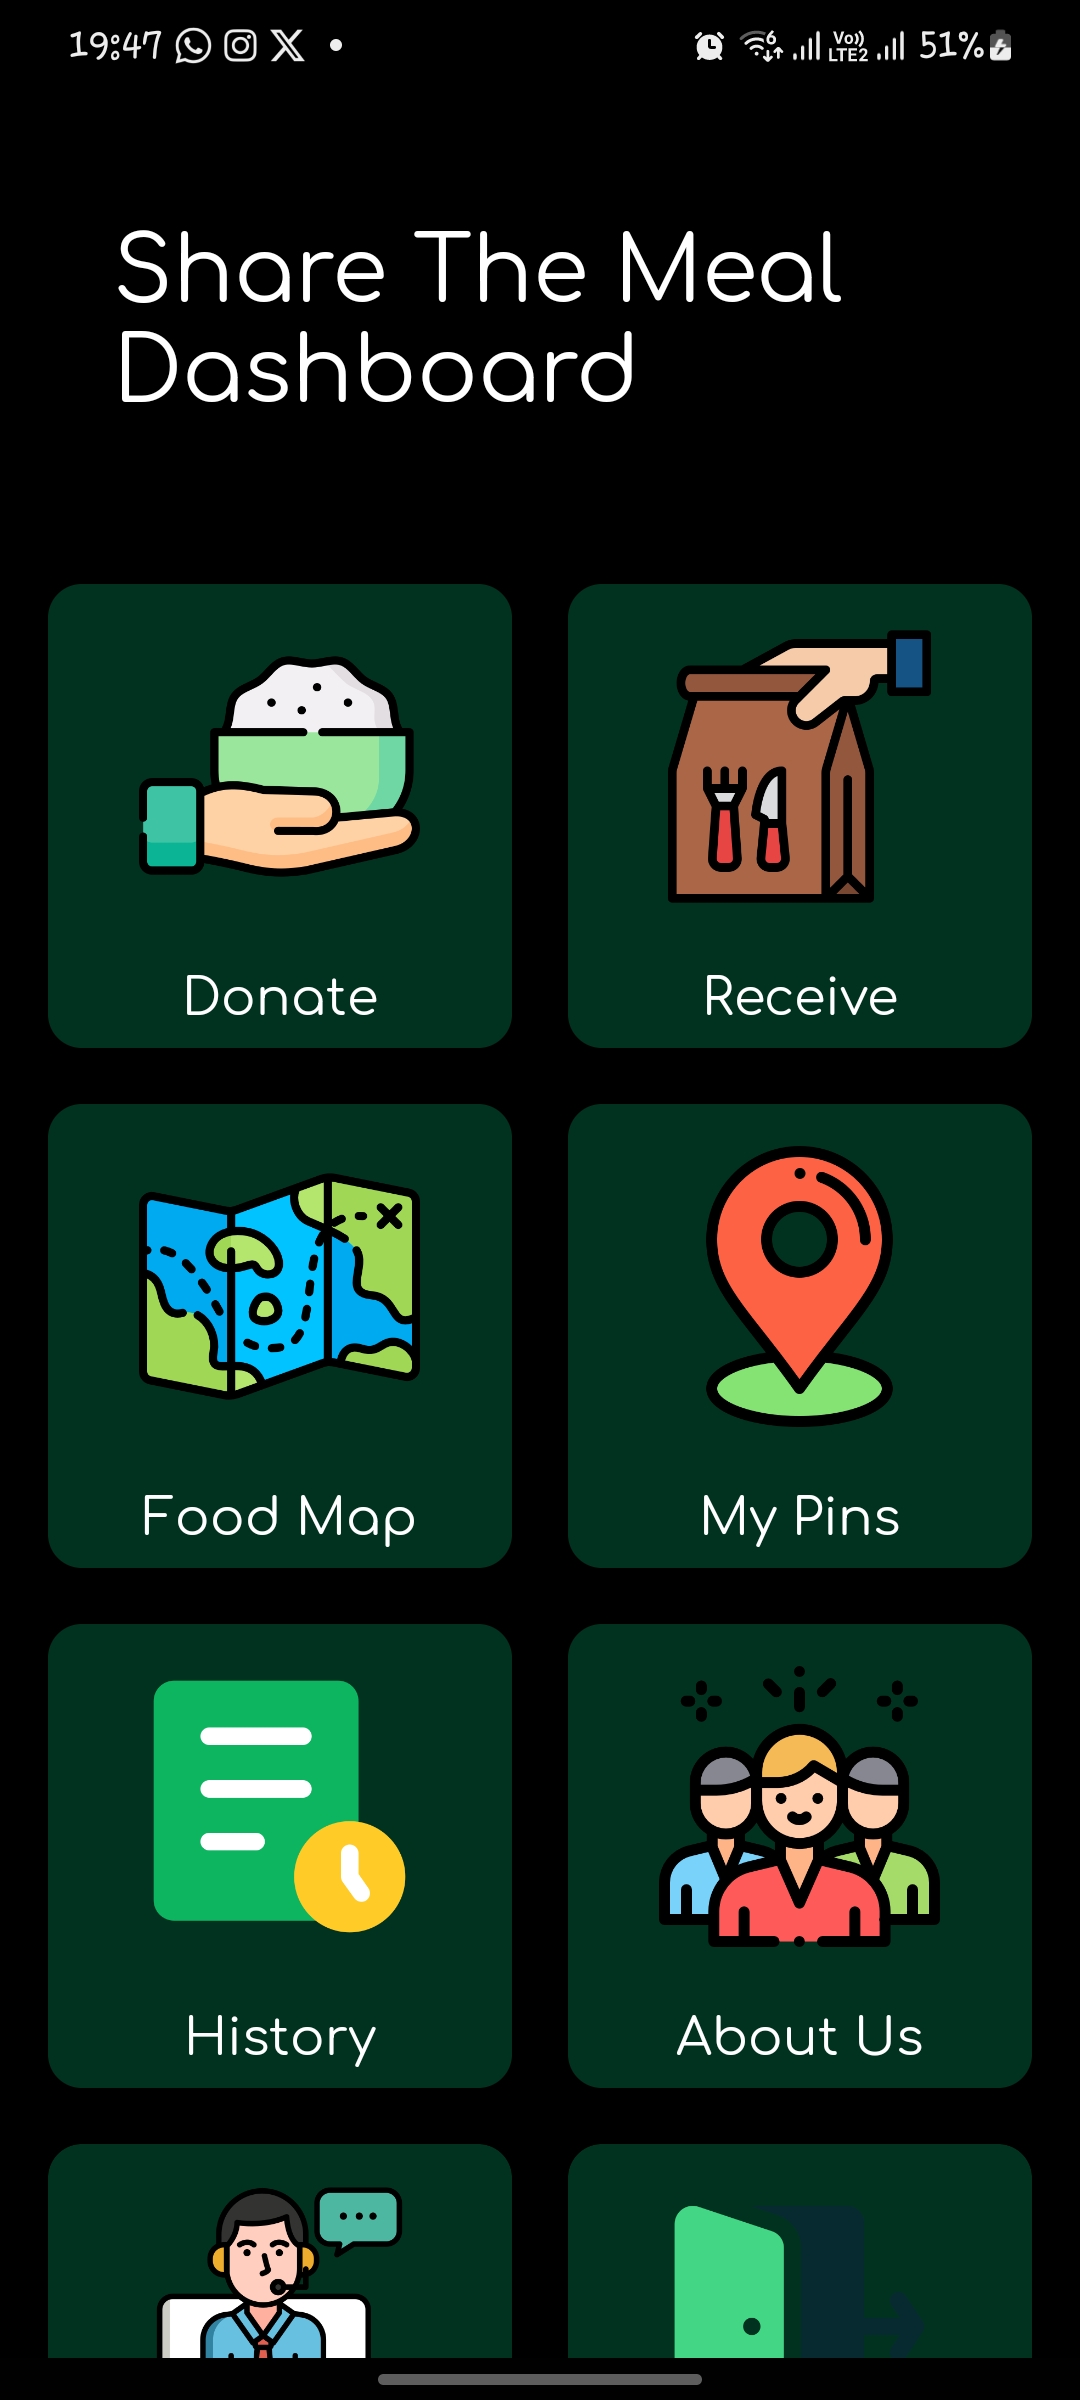 19:47
Vo)) LTE2 51%
Share The Meal
Dashboard
Donate
Receive
Food Map
My Pins
History
About Us